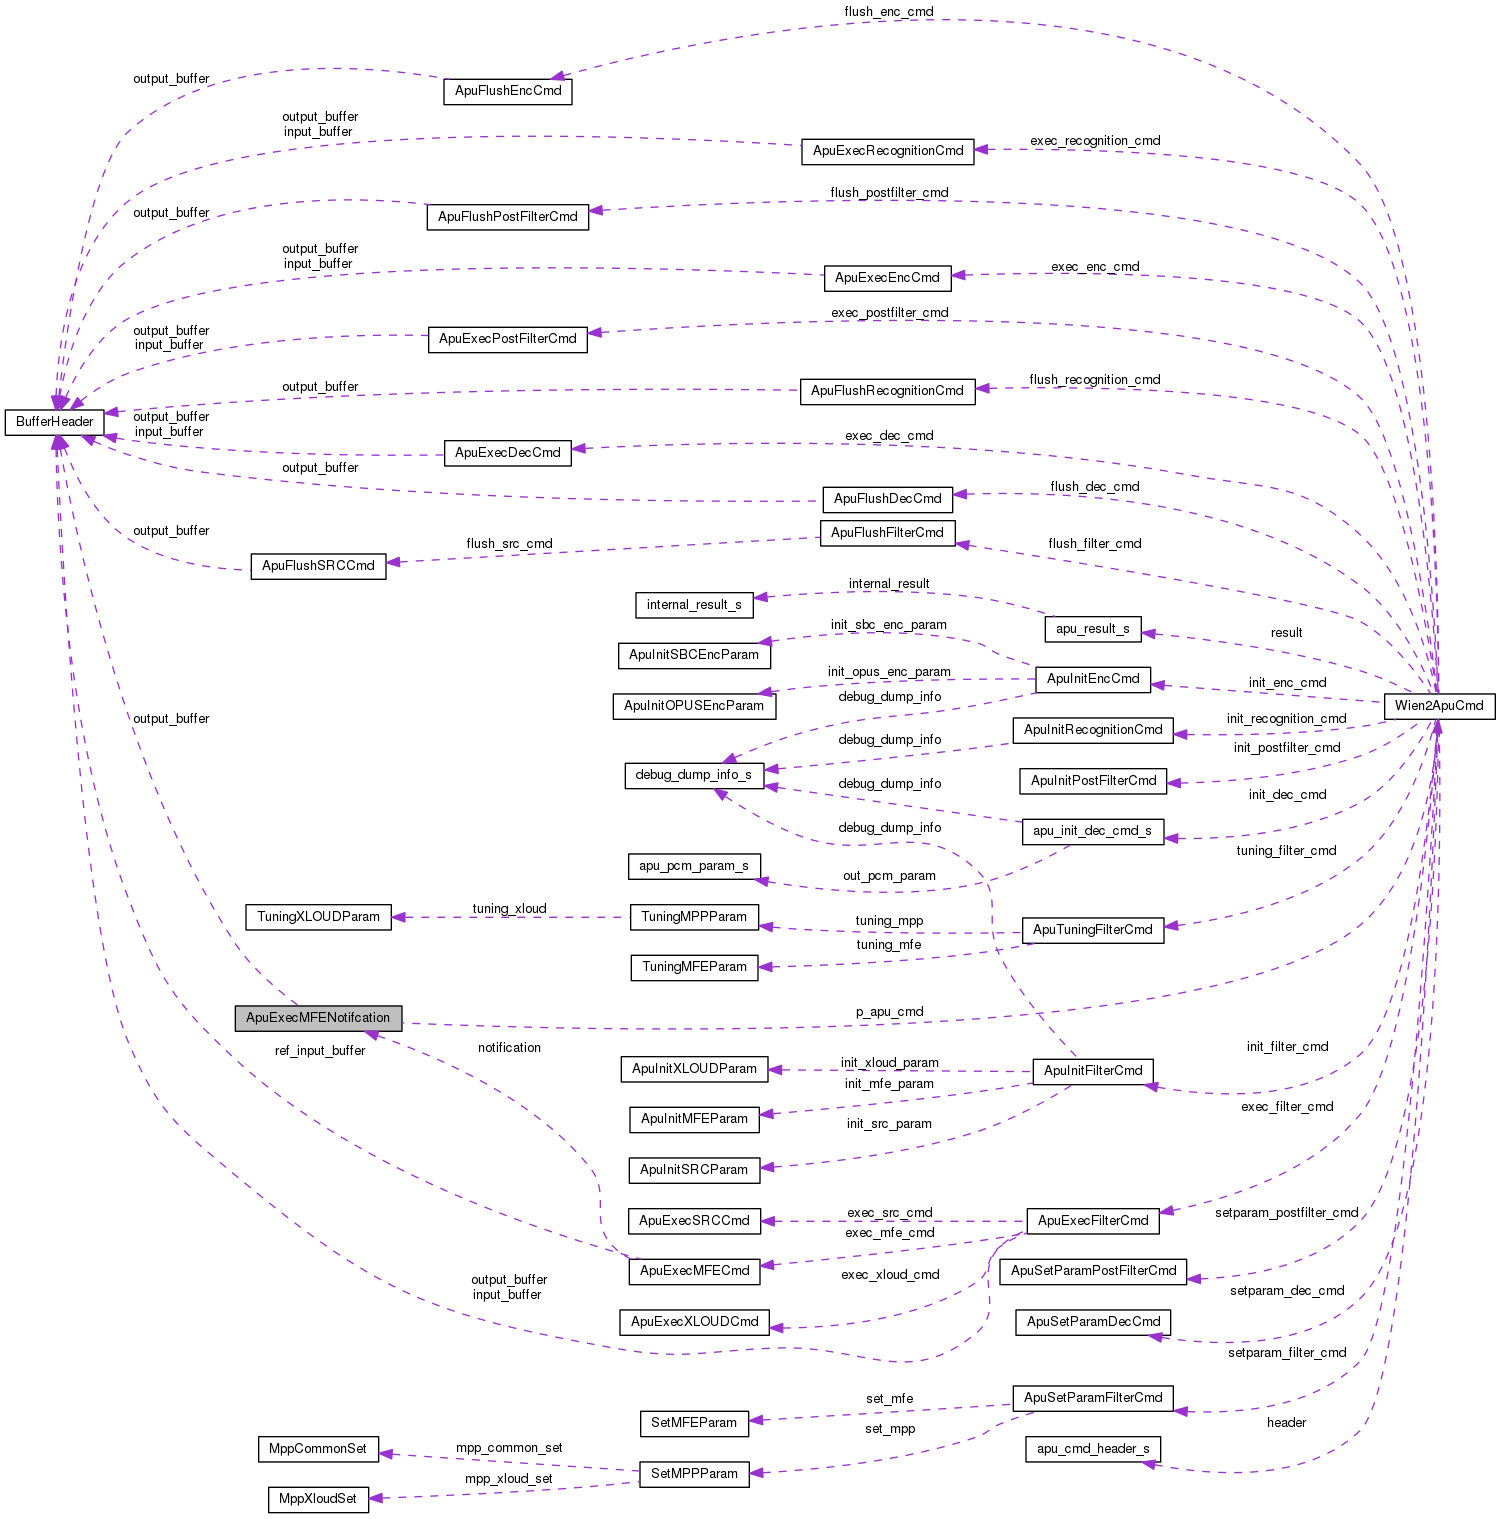 flush_enc_cmd
output_buffer
ApuFlushEncCmd
output_buffer
input_buffer
exec_recognition_cmd
ApuExecRecognitionCmd
flush_postfilter_cmd
output_buffer
ApuFlushPostFilterCmd
output_buffer
input_buffer
exec_enc_cmd
ApuExecEncCmd
exec_postfilter_cmd
output_buffer
input_buffer
ApuExecPostFilterCmd
flush_recognition_cmd
output_buffer
ApuFlushRecognitionCmd
BufferHeader
output_buffer
input_buffer
exec_dec_cmd
ApuExecDecCmd
output_buffer
flush_dec_cmd
ApuFlushDecCmd
output_buffer
ApuFlushFilterCmd
flush_src_cmd
flush_filter_cmd
ApuFlushSRCCmd
internal_result
internal_result_s
init_sbc_enc_param
apu_result_s
result
ApuInitSBCEncParam
init_opus_enc_param
ApuInitEncCmd
init_enc_cmd
debug_dump_info
ApuInitOPUSEncParam
Wien2ApuCmd
output_buffer
init_recognition_cmd
ApuInitRecognitionCmd
debug_dump_info
init_postfilter_cmd
debug_dump_info_s
ApuInitPostFilterCmd
debug_dump_info
init_dec_cmd
debug_dump_info
apu_init_dec_cmd_s
tuning_filter_cmd
apu_pcm_param_s
out_pcm_param
TuningXLOUDParam
tuning_xloud
TuningMPPParam
tuning_mpp
ApuTuningFilterCmd
tuning_mfe
TuningMFEParam
ApuExecMFENotifcation
p_apu_cmd
ref_input_buffer
notification
init_filter_cmd
ApuInitXLOUDParam
init_xloud_param
ApuInitFilterCmd
init_mfe_param
exec_filter_cmd
ApuInitMFEParam
init_src_param
ApuInitSRCParam
ApuExecSRCCmd
exec_src_cmd
ApuExecFilterCmd
setparam_postfilter_cmd
exec_mfe_cmd
ApuExecMFECmd
exec_xloud_cmd
ApuSetParamPostFilterCmd
output_buffer
input_buffer
setparam_dec_cmd
ApuExecXLOUDCmd
ApuSetParamDecCmd
setparam_filter_cmd
set_mfe
ApuSetParamFilterCmd
SetMFEParam
set_mpp
header
MppCommonSet
mpp_common_set
apu_cmd_header_s
SetMPPParam
mpp_xloud_set
MppXloudSet